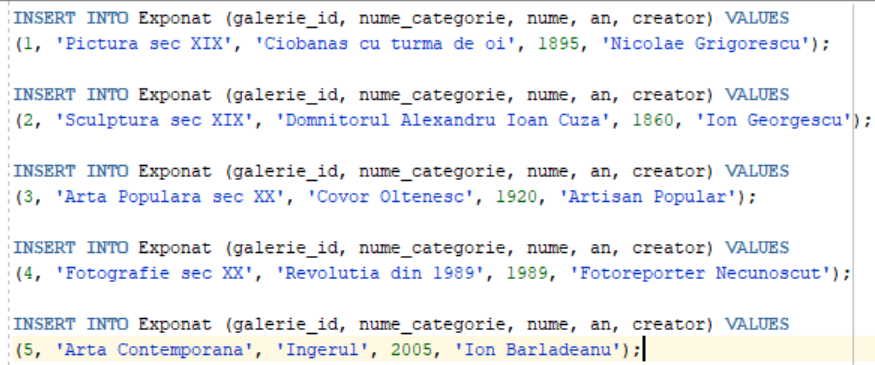 INSERT INTO Exponat (galerie_id, nume_categorie, nume, an, creator) VALUES
(1, 'Pictura sec XIX', 'Ciobanas cu turma de oi', 1895, 'Nicolae Grigorescu');
INSERT INTO Exponat (galerie_id, nume_categorie, nume, an, creator) VALUES
(2, 'Sculptura sec XIX', 'Domnitorul Alexandru Ioan Cuza', 1860, 'Ion Georgescu');
INSERT INTO Exponat (galerie_id, nume_categorie, nume, an, creator) VALUES
(3, 'Arta Populara sec XX', 'Covor Oltenesc', 1920, 'Artisan Popular');
INSERT INTO Exponat (galerie_id, nume_categorie, nume, an, creator) VALUES
(4, 'Fotografie sec XX', 'Revolutia din 1989', 1989, 'Fotoreporter Necunoscut');
INSERT INTO Exponat (galerie_id, nume_categorie, nume, an, creator) VALUES
(5, 'Arta Contemporana', 'Ingerul', 2005, 'Ion Barladeanu');